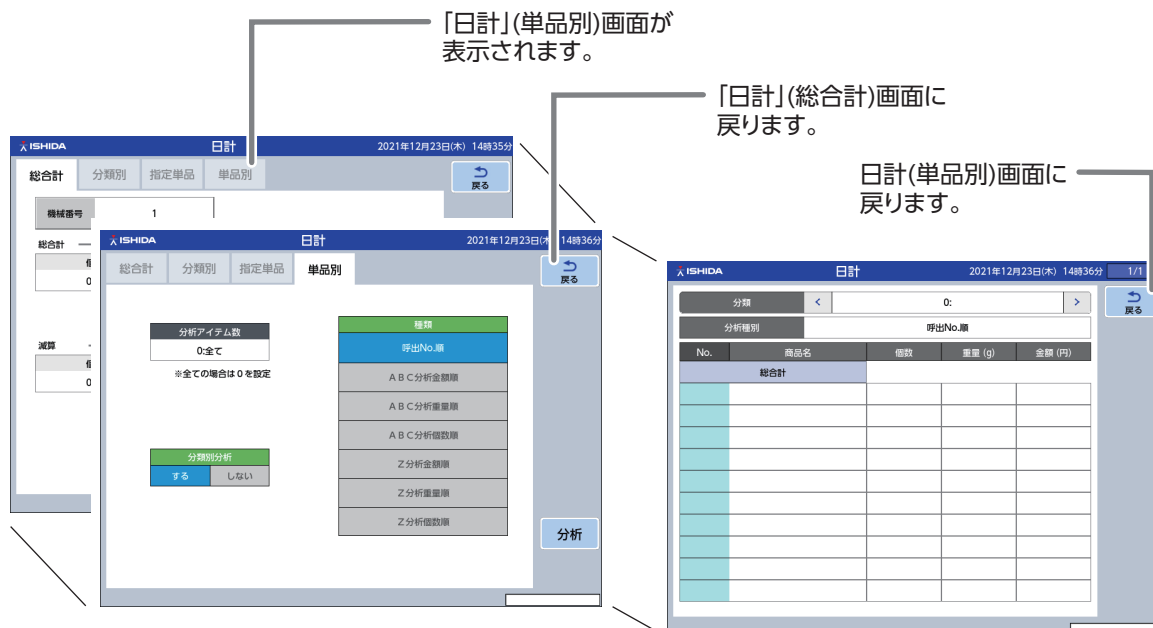 「日計」(単品別)画面が
表示されます。
「日計」(総合計)画面に
戻ります。
日計(単品別)画面に
戻ります。
ISHIDA 日計 2021年12月23日(木) 14時35分
総合計 分類別 指定単品 単品別 戻る
機械番号 1
総合計
0
減算
0
ISHIDA 日計 2021年12月23日(木) 14時36分
総合計 分類別 指定単品 単品別 戻る
分析アイテム数
0:全て
※全ての場合は 0 を設定
分類別分析
する しない
種類
呼出No.順
ABC分析金額順
ABC分析重量順
ABC分析個数順
Z分析金額順
Z分析重量順
Z分析個数順
分析
ISHIDA 日計 2021年12月23日(木) 14時36分 1/1
戻る
分類 < 0: >
分析種別 呼出No.順
No. 商品名 個数 重量 (g) 金額 (円)
総合計